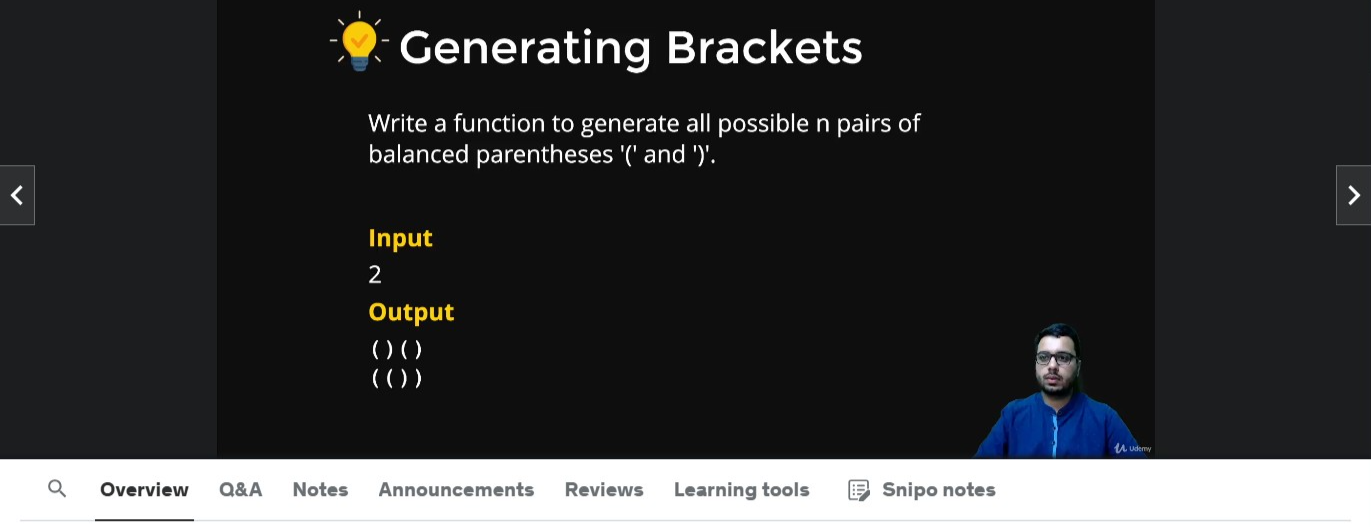 Generating Brackets
Write a function to generate all possible n pairs of
balanced parentheses '(' and ')'.
Input
2
Output
()()
(())
Udemy
Overview Q&A Notes Announcements Reviews Learning tools Snipo notes